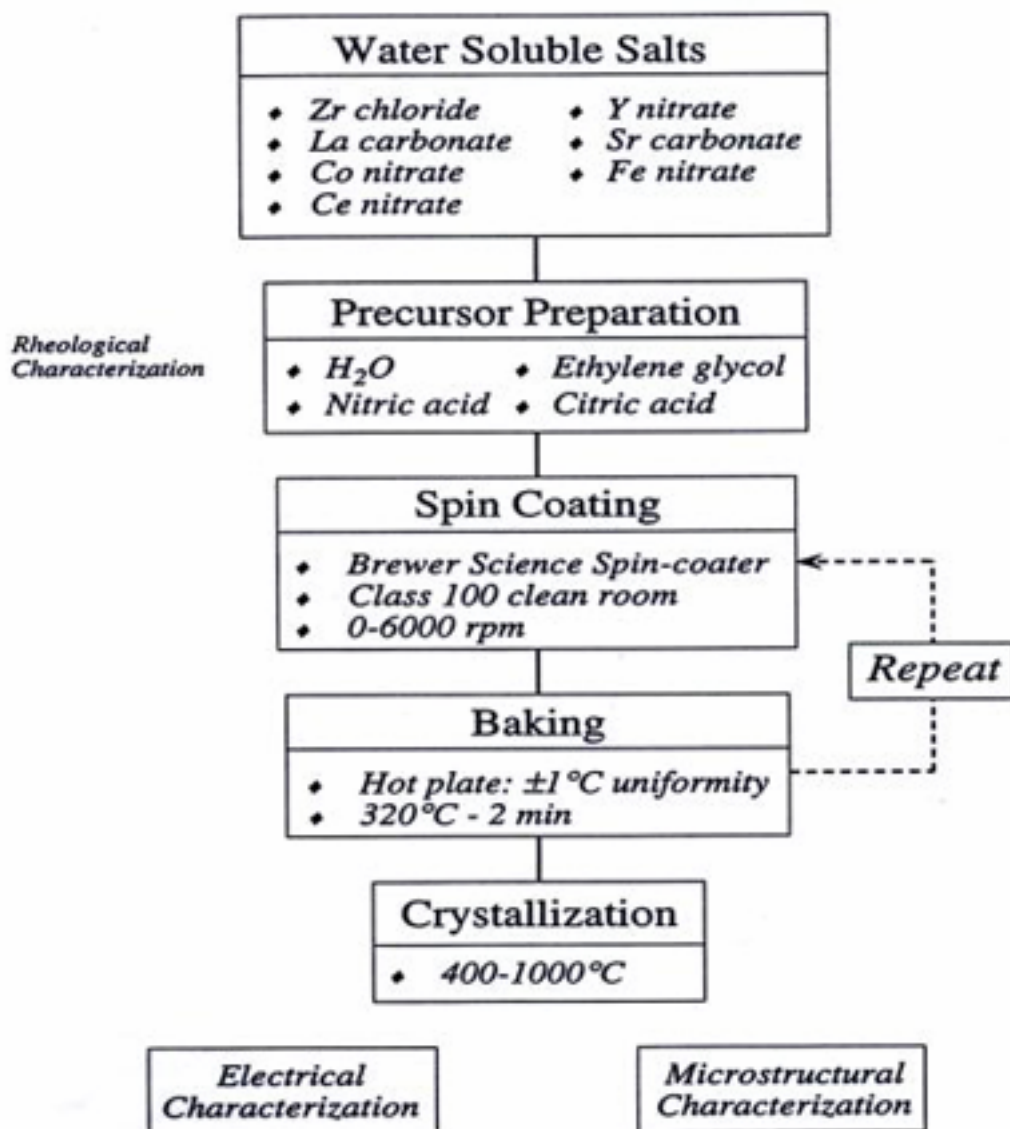 Water Soluble Salts
◆ Zr chloride ◆ Y nitrate
◆ La carbonate ◆ Sr carbonate
◆ Co nitrate ◆ Fe nitrate
◆ Ce nitrate
Precursor Preparation
Rheological
Characterization
◆ H₂O ◆ Ethylene glycol
◆ Nitric acid ◆ Citric acid
Spin Coating
◆ Brewer Science Spin-coater
◆ Class 100 clean room
◆ 0-6000 rpm
Repeat
Baking
◆ Hot plate: ±1°C uniformity
◆ 320°C - 2 min
Crystallization
◆ 400-1000°C
Electrical
Characterization
Microstructural
Characterization